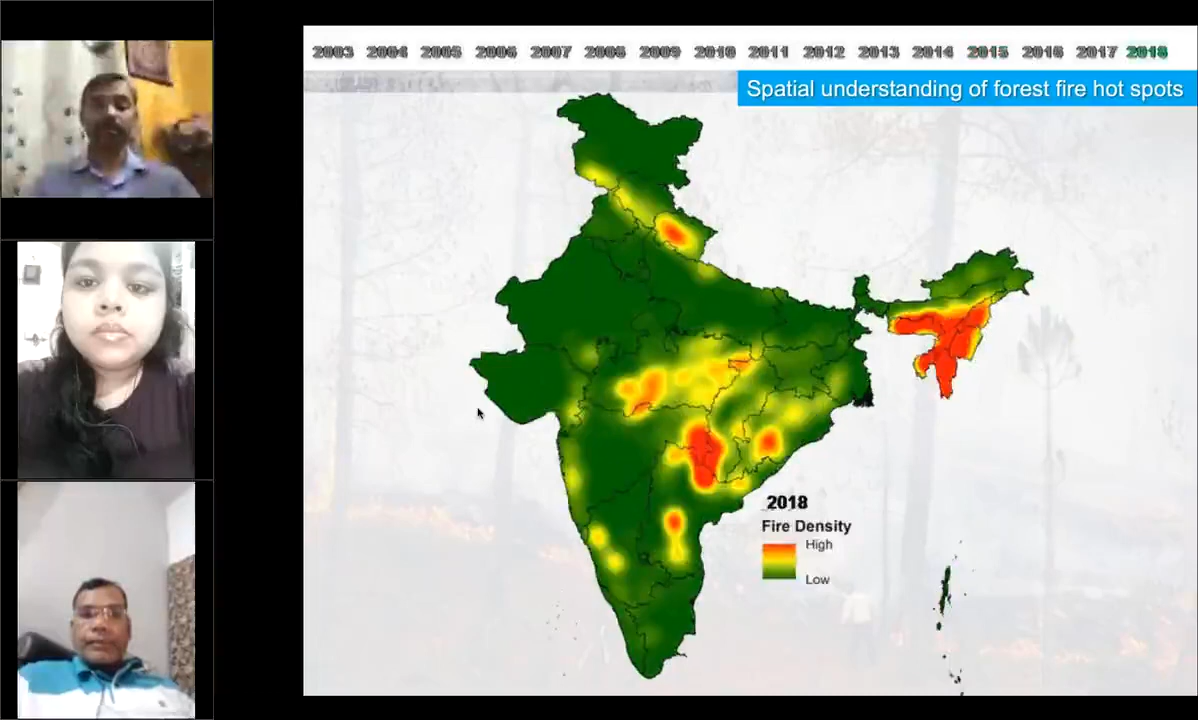 2003 2004 2005 2006 2007 2008 2009 2010 2011 2012 2013 2014 2015 2016 2017 2018
Spatial understanding of forest fire hot spots
2018
Fire Density
High
Low